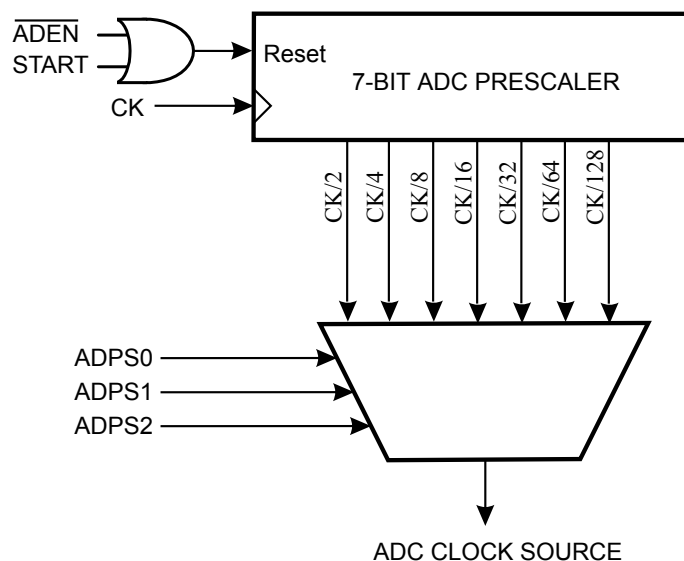 ADEN
START
Reset
7-BIT ADC PRESCALER
CK
CK/2
CK/4
CK/8
CK/16
CK/32
CK/64
CK/128
ADPS0
ADPS1
ADPS2
ADC CLOCK SOURCE